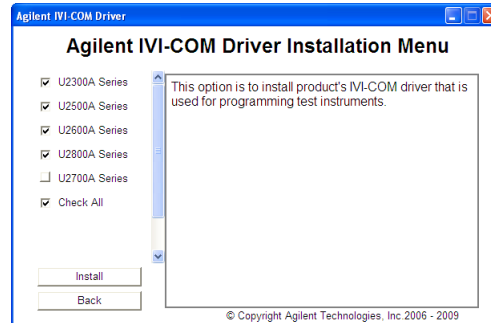 Agilent IVI-COM Driver
Agilent IVI-COM Driver Installation Menu
U2300A Series
U2500A Series
U2600A Series
U2800A Series
U2700A Series
Check All
This option is to install product's IVI-COM driver that is
used for programming test instruments.
Install
Back
© Copyright Agilent Technologies, Inc.2006 - 2009